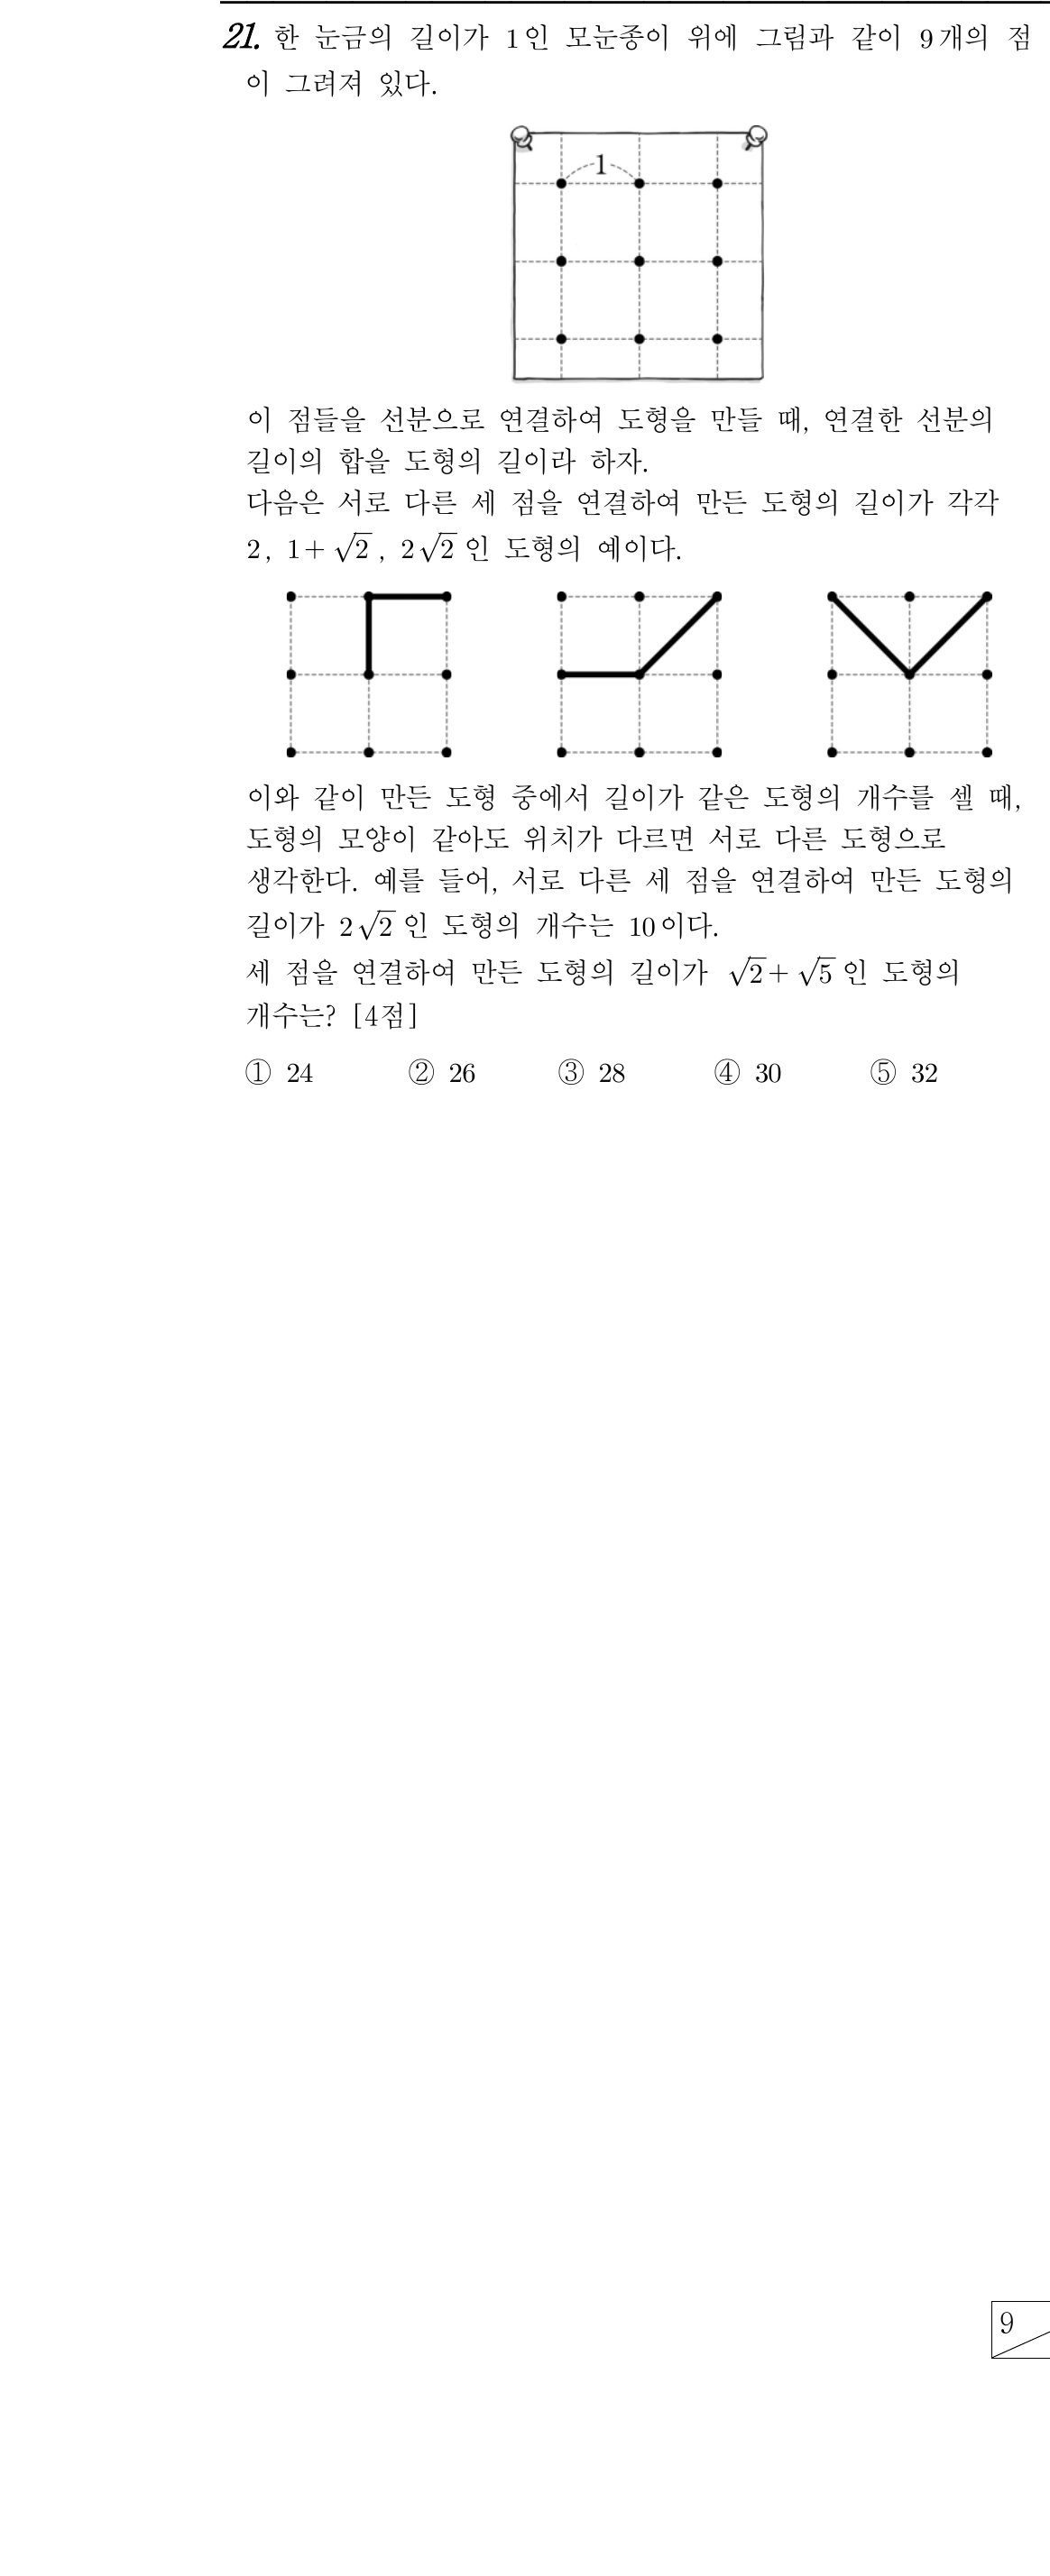 21. 한 눈금의 길이가 1인 모눈종이 위에 그림과 같이 9개의 점
이 그려져 있다.
1
이 점들을 선분으로 연결하여 도형을 만들 때, 연결한 선분의
길이의 합을 도형의 길이라 하자.
다음은 서로 다른 세 점을 연결하여 만든 도형의 길이가 각각
2, 1+√2, 2√2인 도형의 예이다.
이와 같이 만든 도형 중에서 길이가 같은 도형의 개수를 셀 때,
도형의 모양이 같아도 위치가 다르면 서로 다른 도형으로
생각한다. 예를 들어, 서로 다른 세 점을 연결하여 만든 도형의
길이가 2√2인 도형의 개수는 10이다.
세 점을 연결하여 만든 도형의 길이가 √2+√5인 도형의
개수는? [4점]
① 24 ② 26 ③ 28 ④ 30 ⑤ 32
9